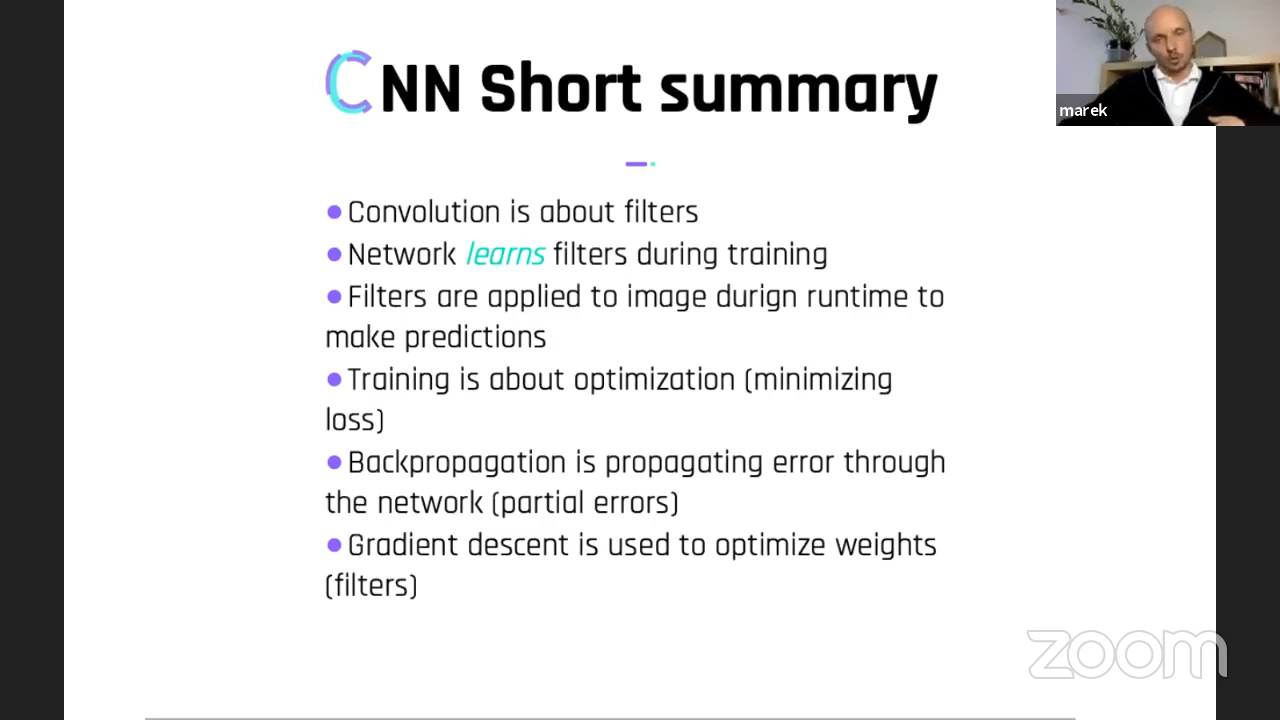 CNN Short summary
marek
● Convolution is about filters
● Network learns filters during training
● Filters are applied to image durign runtime to
make predictions
● Training is about optimization (minimizing
loss)
● Backpropagation is propagating error through
the network (partial errors)
● Gradient descent is used to optimize weights
(filters)
zoom